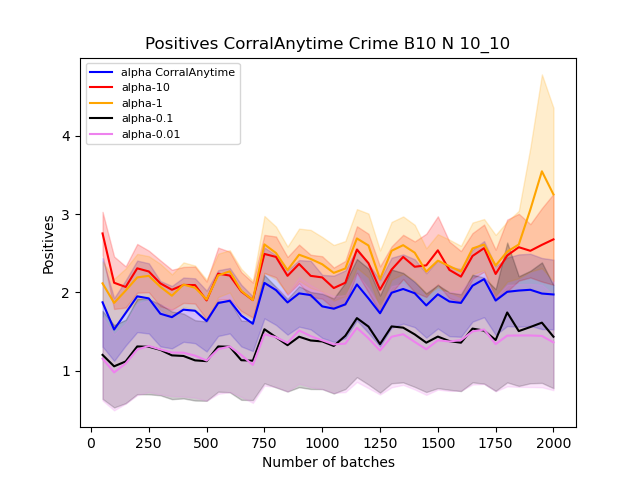 Positives CorralAnytime Crime B10 N 10_10
alpha CorralAnytime
alpha-10
alpha-1
alpha-0.1
alpha-0.01
Positives
4
3
2
1
0 250 500 750 1000 1250 1500 1750 2000
Number of batches